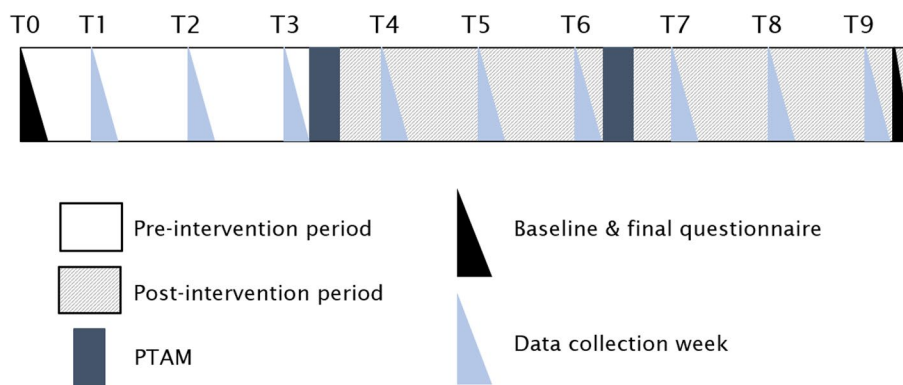 T0 T1 T2 T3 T4 T5 T6 T7 T8 T9
Pre-intervention period
Post-intervention period
PTAM
Baseline & final questionnaire
Data collection week